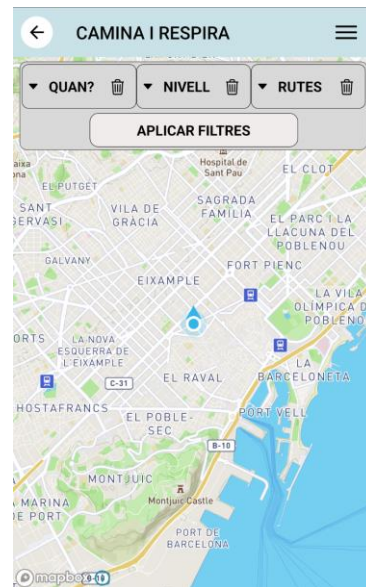 CAMINA I RESPIRA
QUAN?
NIVELL
RUTES
APLICAR FILTRES
Hospital de
Sant Pau
EL CLOT
EL PUTGET
SANT
GERVASI
VILA DE
GRÀCIA
SAGRADA
FAMÍLIA
EL PARC I LA
LLACUNA DEL
POBLENOU
GALVANY
FORT PIENC
EIXAMPLE
LA VILA
OLÍMPICA D
POBLENO
ORTS
LA NOVA
ESQUERRA DE
L'EIXAMPLE
C-31
EL RAVAL
LA
BARCELONETA
HOSTAFRANCS
EL POBLE-
SEC
PORT VELL
B-10
MONTJUÏC
Montjuïc Castle
A MARINA
DE PORT
PORT DE
BARCELONA
mapbox